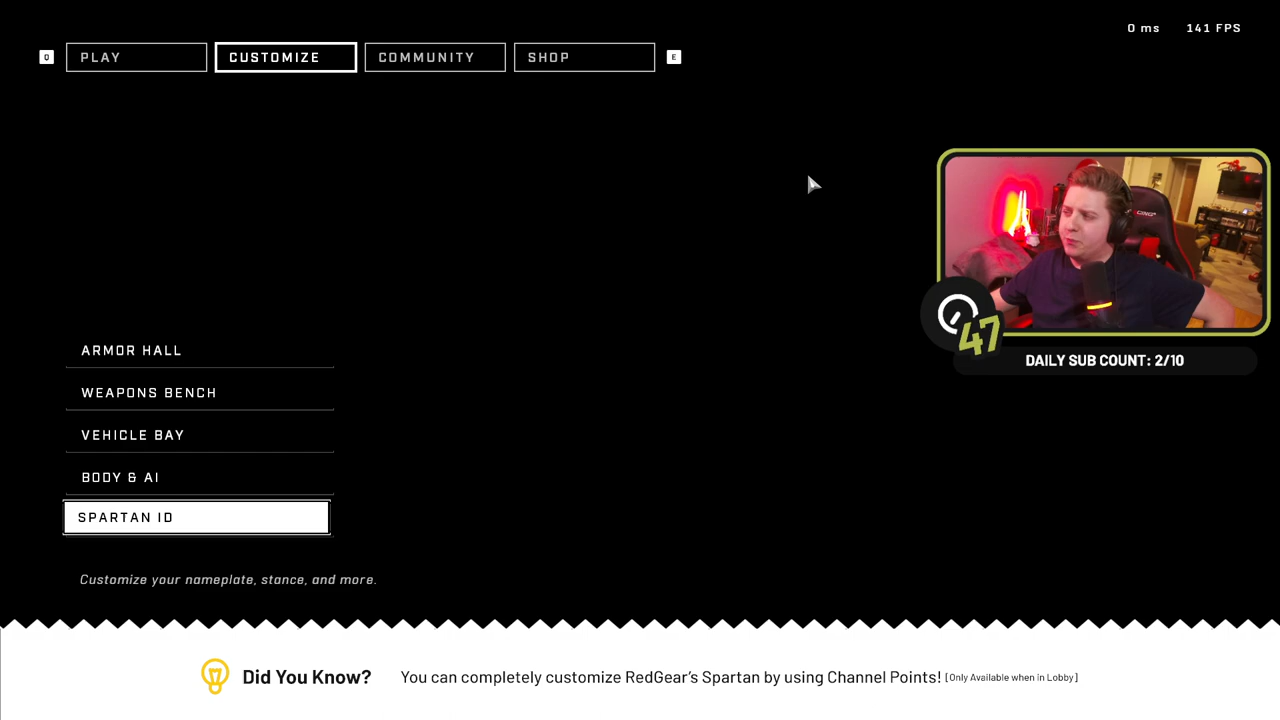 0 ms 141 FPS
Q PLAY CUSTOMIZE COMMUNITY SHOP E
CING
47
DAILY SUB COUNT: 2/10
ARMOR HALL
WEAPONS BENCH
VEHICLE BAY
BODY & AI
SPARTAN ID
Customize your nameplate, stance, and more.
Did You Know? You can completely customize RedGear's Spartan by using Channel Points! [Only Available when in Lobby]